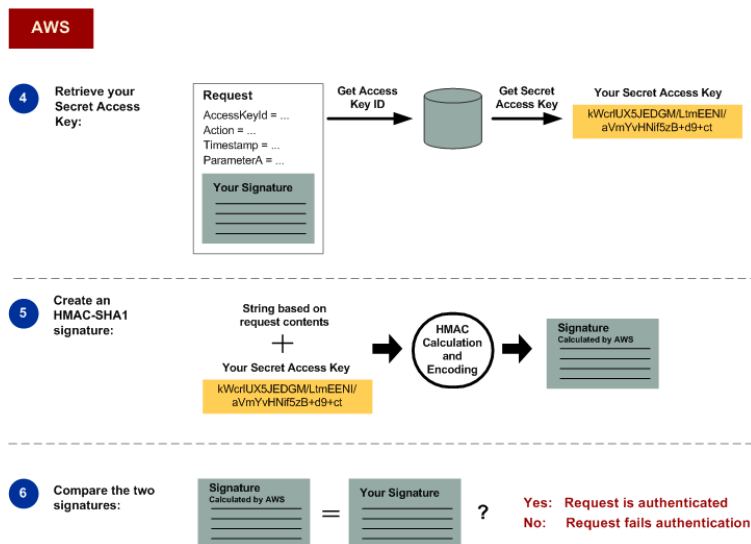 AWS
4
Retrieve your
Secret Access
Key:
Request
AccessKeyId = ...
Action = ...
Timestamp = ...
ParameterA = ...
Your Signature
Get Access
Key ID
Get Secret
Access Key
Your Secret Access Key
kWcrlUX5JEDGM/LtmEENI/
aVmYvHNif5zB+d9+ct
5
Create an
HMAC-SHA1
signature:
String based on
request contents
+
Your Secret Access Key
kWcrlUX5JEDGM/LtmEENI/
aVmYvHNif5zB+d9+ct
HMAC
Calculation
and
Encoding
Signature
Calculated by AWS
6
Compare the two
signatures:
Signature
Calculated by AWS
=
Your Signature
?
Yes: Request is authenticated
No: Request fails authentication